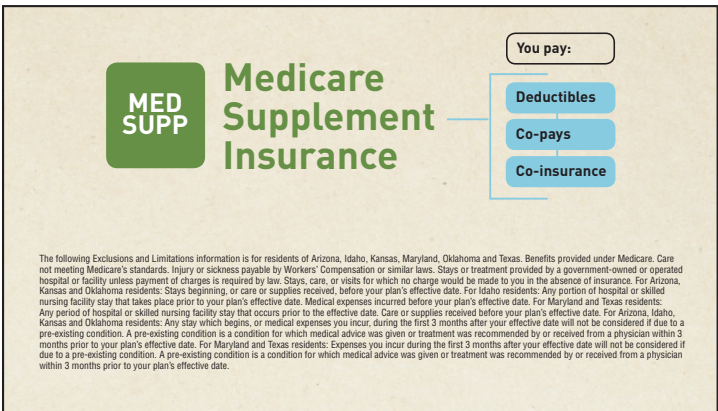 You pay:
MED
SUPP
Medicare
Supplement
Insurance
Deductibles
Co-pays
Co-insurance
The following Exclusions and Limitations information is for residents of Arizona, Idaho, Kansas, Maryland, Oklahoma and Texas. Benefits provided under Medicare. Care
not meeting Medicare's standards. Injury or sickness payable by Workers' Compensation or similar laws. Stays or treatment provided by a government-owned or operated
hospital or facility unless payment of charges is required by law. Stays, care, or visits for which no charge would be made to you in the absence of insurance. For Arizona,
Kansas and Oklahoma residents: Stays beginning, or care or supplies received, before your plan's effective date. For Idaho residents: Any portion of hospital or skilled
nursing facility stay that takes place prior to your plan's effective date. Medical expenses incurred before your plan's effective date. For Maryland and Texas residents:
Any period of hospital or skilled nursing facility stay that occurs prior to the effective date. Care or supplies received before your plan's effective date. For Arizona, Idaho,
Kansas and Oklahoma residents: Any stay which begins, or medical expenses you incur, during the first 3 months after your effective date will not be considered if due to a
pre-existing condition. A pre-existing condition is a condition for which medical advice was given or treatment was recommended by or received from a physician within 3
months prior to your plan's effective date. For Maryland and Texas residents: Expenses you incur during the first 3 months after your effective date will not be considered if
due to a pre-existing condition. A pre-existing condition is a condition for which medical advice was given or treatment was recommended by or received from a physician
within 3 months prior to your plan's effective date.